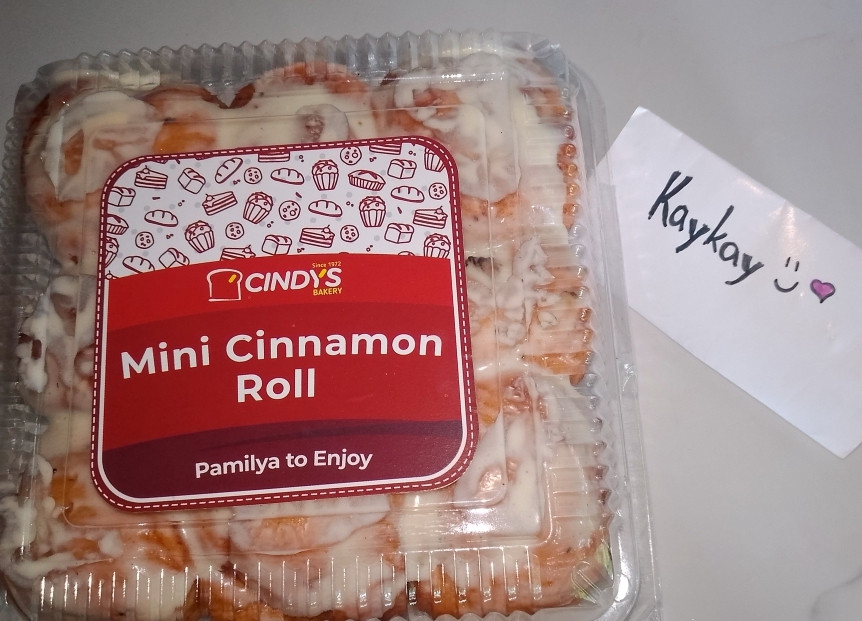 Since 1972
CINDY'S
BAKERY
Mini Cinnamon
Roll
Pamilya to Enjoy
Kaykay